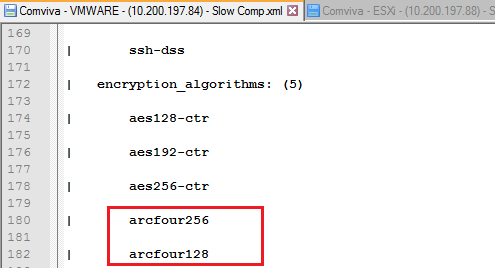 Comviva - VMWARE - (10.200.197.84) - Slow Comp.xml
Comviva - ESXi - (10.200.197.88) - Slow
169
170 | ssh-dss
171
172 | encryption_algorithms: (5)
173
174 | aes128-ctr
175
176 | aes192-ctr
177
178 | aes256-ctr
179
180 | arcfour256
181
182 | arcfour128